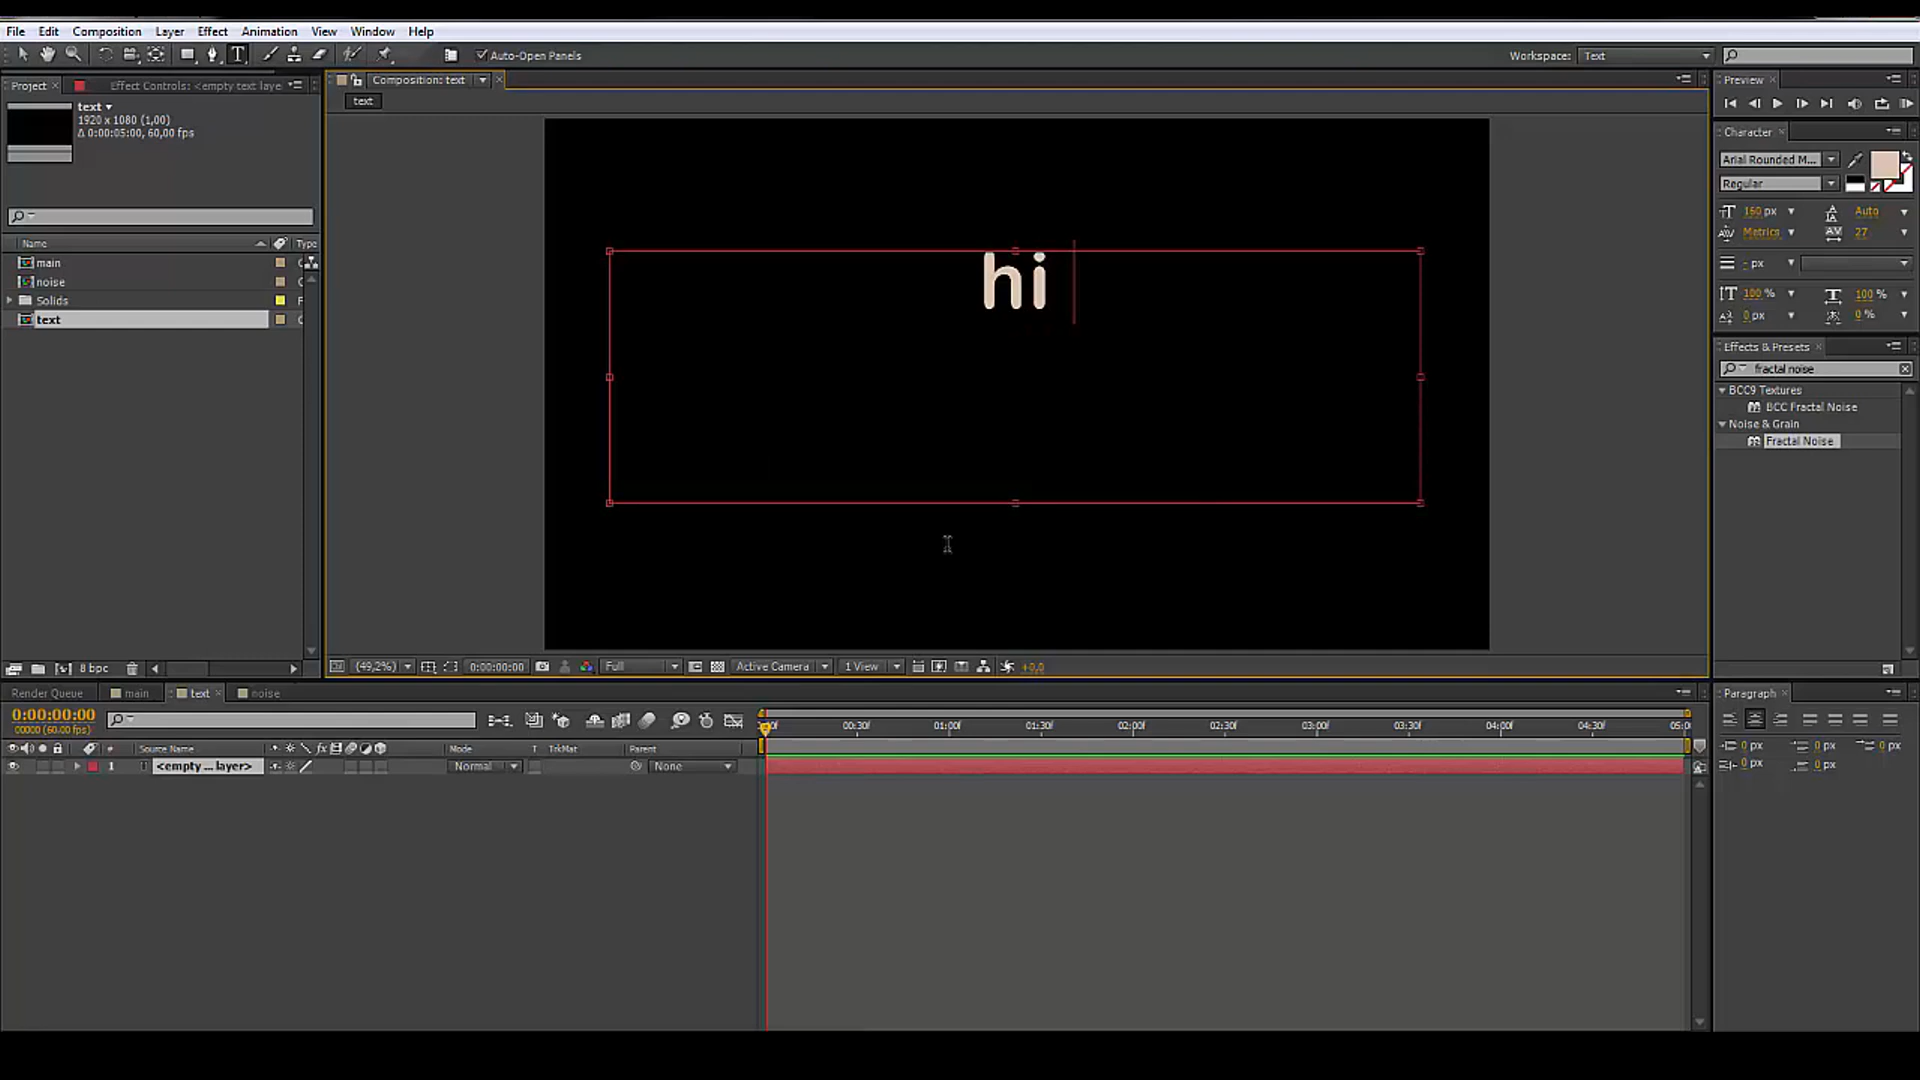 File Edit Composition Layer Effect Animation View Window Help
Auto-Open Panels
Workspace: Text
Project
Effect Controls: <empty text laye
Composition: text
text
text
1920 x 1080 (1,00)
Δ 0:00:05:00, 60,00 fps
Name Type
main
noise
Solids F
text
8 bpc
hi
(49,2%) 0:00:00:00 Full Active Camera 1 View +0,0
Preview
Character
Arial Rounded M...
Regular
160 px Auto
Metrics 27
- px
100 % 100 %
0 px 0 %
Effects & Presets
fractal noise
BCC9 Textures
BCC Fractal Noise
Noise & Grain
Fractal Noise
Render Queue main text noise
0:00:00:00
00000 (60.00 fps)
# Source Name Mode T TrkMat Parent
1 T <empty ... layer> Normal None
00:30f 01:00f 01:30f 02:00f 02:30f 03:00f 03:30f 04:00f 04:30f
Paragraph
0 px 0 px 0 px
0 px 0 px